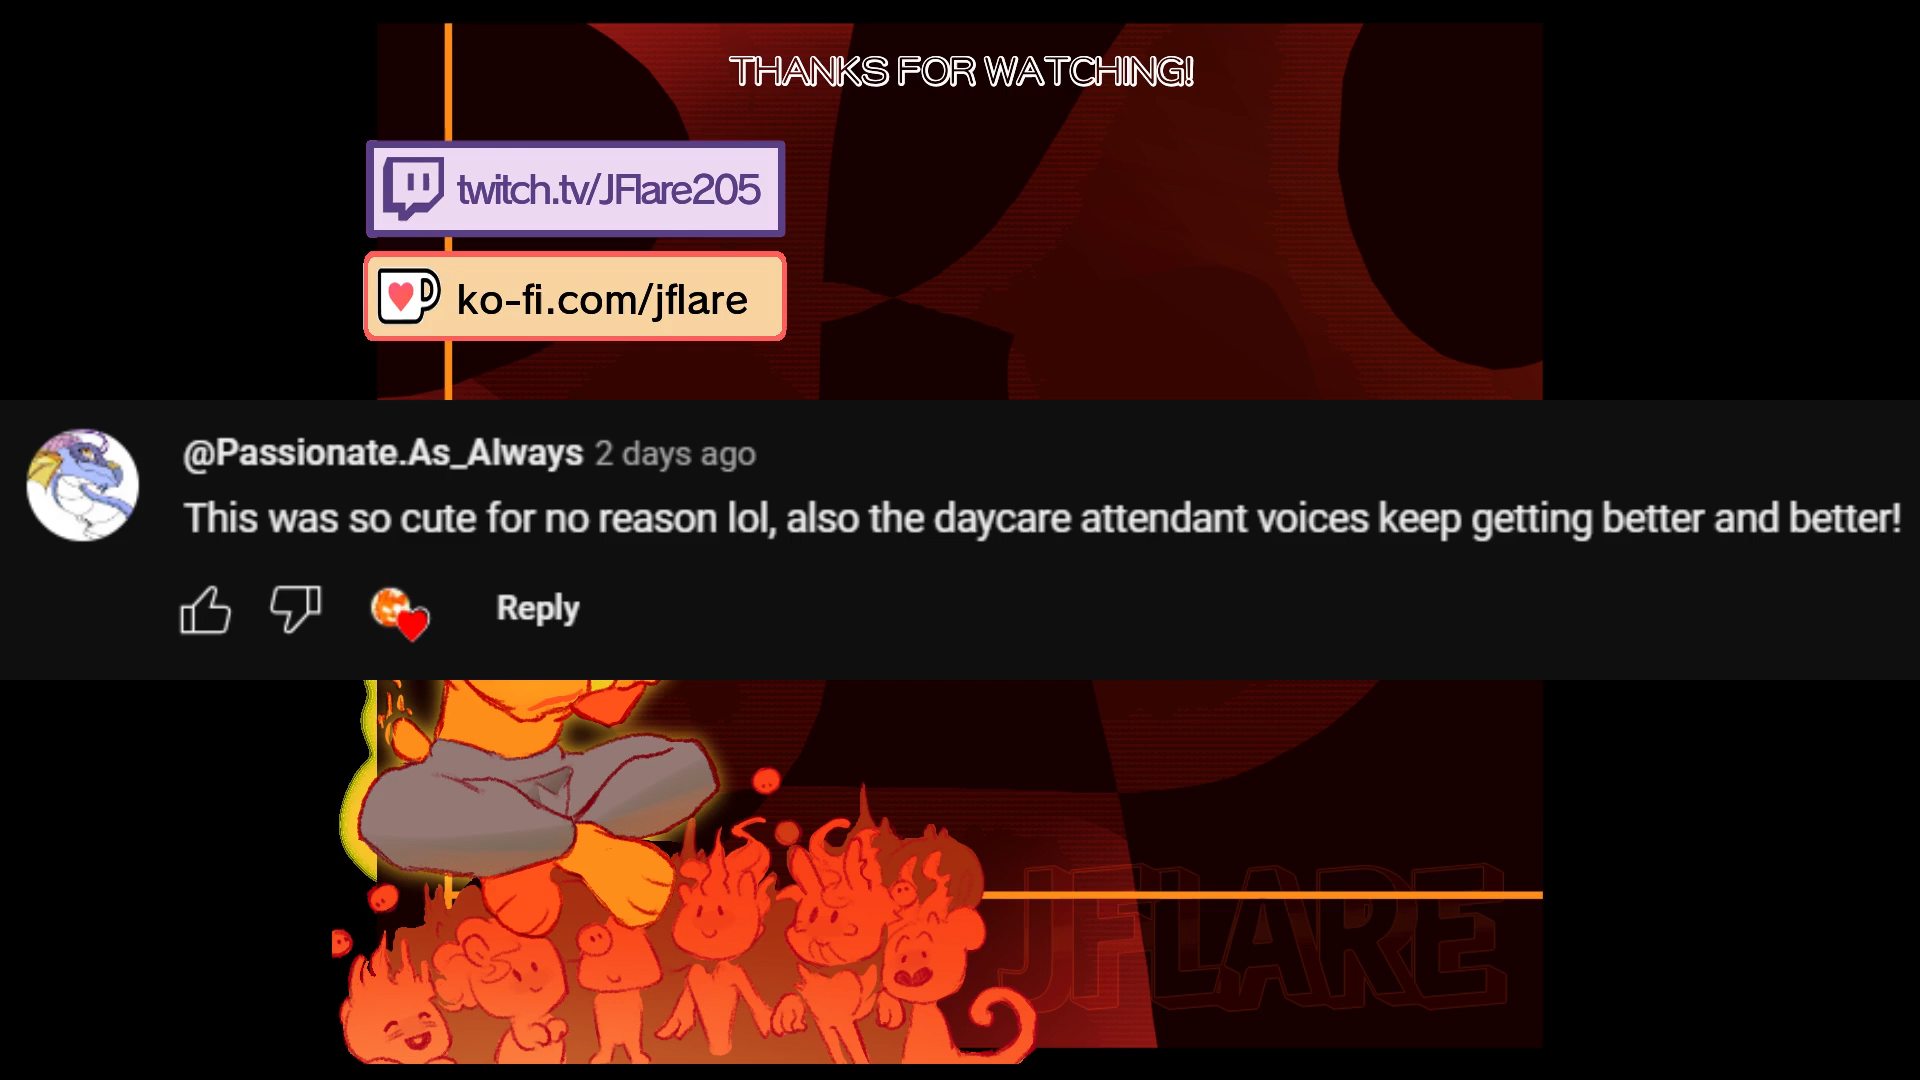 THANKS FOR WATCHING!
twitch.tv/JFlare205
ko-fi.com/jflare
@Passionate.As_Always 2 days ago
This was so cute for no reason lol, also the daycare attendant voices keep getting better and better!
Reply
JFLARE